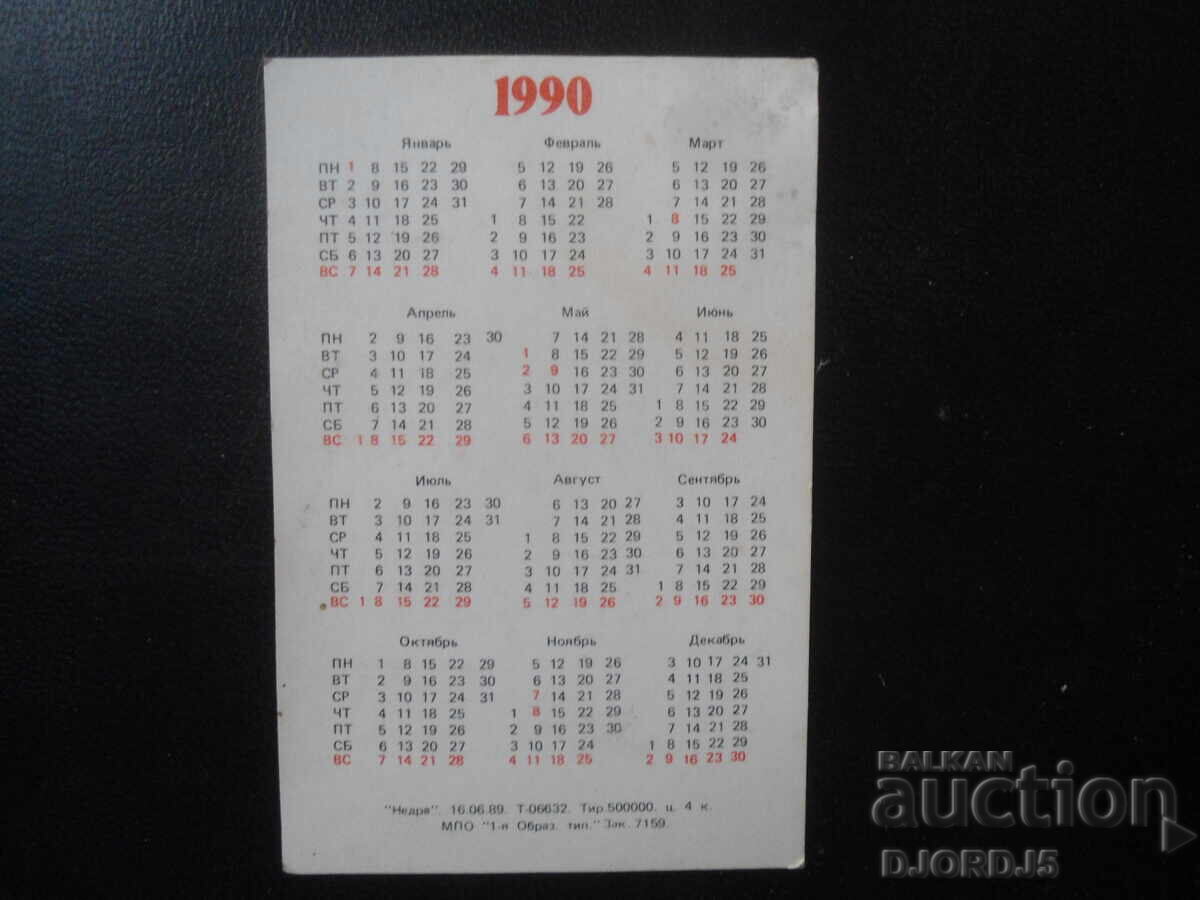 1990
Январь Февраль Март
ПН 1 8 15 22 29 5 12 19 26 5 12 19 26
ВТ 2 9 16 23 30 6 13 20 27 6 13 20 27
СР 3 10 17 24 31 7 14 21 28 7 14 21 28
ЧТ 4 11 18 25 1 8 15 22 1 8 15 22 29
ПТ 5 12 19 26 2 9 16 23 2 9 16 23 30
СБ 6 13 20 27 3 10 17 24 3 10 17 24 31
ВС 7 14 21 28 4 11 18 25 4 11 18 25
Апрель Май Июнь
ПН 2 9 16 23 30 7 14 21 28 4 11 18 25
ВТ 3 10 17 24 1 8 15 22 29 5 12 19 26
СР 4 11 18 25 2 9 16 23 30 6 13 20 27
ЧТ 5 12 19 26 3 10 17 24 31 7 14 21 28
ПТ 6 13 20 27 4 11 18 25 1 8 15 22 29
СБ 7 14 21 28 5 12 19 26 2 9 16 23 30
ВС 1 8 15 22 29 6 13 20 27 3 10 17 24
Июль Август Сентябрь
ПН 2 9 16 23 30 6 13 20 27 3 10 17 24
ВТ 3 10 17 24 31 7 14 21 28 4 11 18 25
СР 4 11 18 25 1 8 15 22 29 5 12 19 26
ЧТ 5 12 19 26 2 9 16 23 30 6 13 20 27
ПТ 6 13 20 27 3 10 17 24 31 7 14 21 28
СБ 7 14 21 28 4 11 18 25 1 8 15 22 29
ВС 1 8 15 22 29 5 12 19 26 2 9 16 23 30
Октябрь Ноябрь Декабрь
ПН 1 8 15 22 29 5 12 19 26 3 10 17 24 31
ВТ 2 9 16 23 30 6 13 20 27 4 11 18 25
СР 3 10 17 24 31 7 14 21 28 5 12 19 26
ЧТ 4 11 18 25 1 8 15 22 29 6 13 20 27
ПТ 5 12 19 26 2 9 16 23 30 7 14 21 28
СБ 6 13 20 27 3 10 17 24 1 8 15 22 29
ВС 7 14 21 28 4 11 18 25 2 9 16 23 30
"Недра". 16.06.89. Т-06632. Тир.500000. ц. 4 к.
МПО "1-я Образ. тип." Зак. 7159.
BALKAN
auction
DJORDJ5